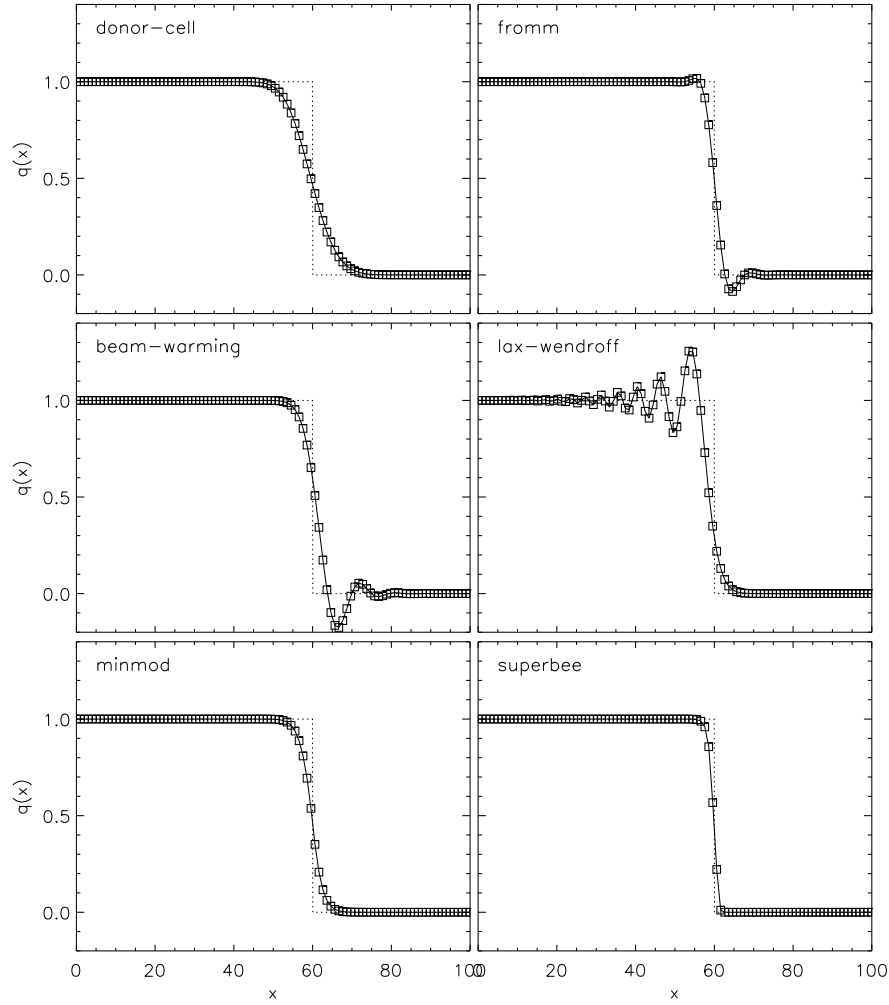 donor-cell
fromm
1.0
q(x)
0.5
0.0
beam-warming
lax-wendroff
1.0
q(x)
0.5
0.0
minmod
superbee
1.0
q(x)
0.5
0.0
0 20 40 60 80 100
0 20 40 60 80 100
x
x